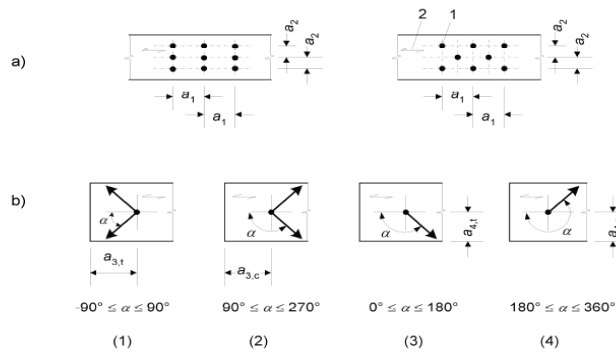 2 1
a) a2 a2 a2 a2
a1 a1
a1 a1
b)
α α α α
a4,t
a3,t a3,c
-90° ≤ α ≤ 90° 90° ≤ α ≤ 270° 0° ≤ α ≤ 180° 180° ≤ α ≤ 360°
(1) (2) (3) (4)